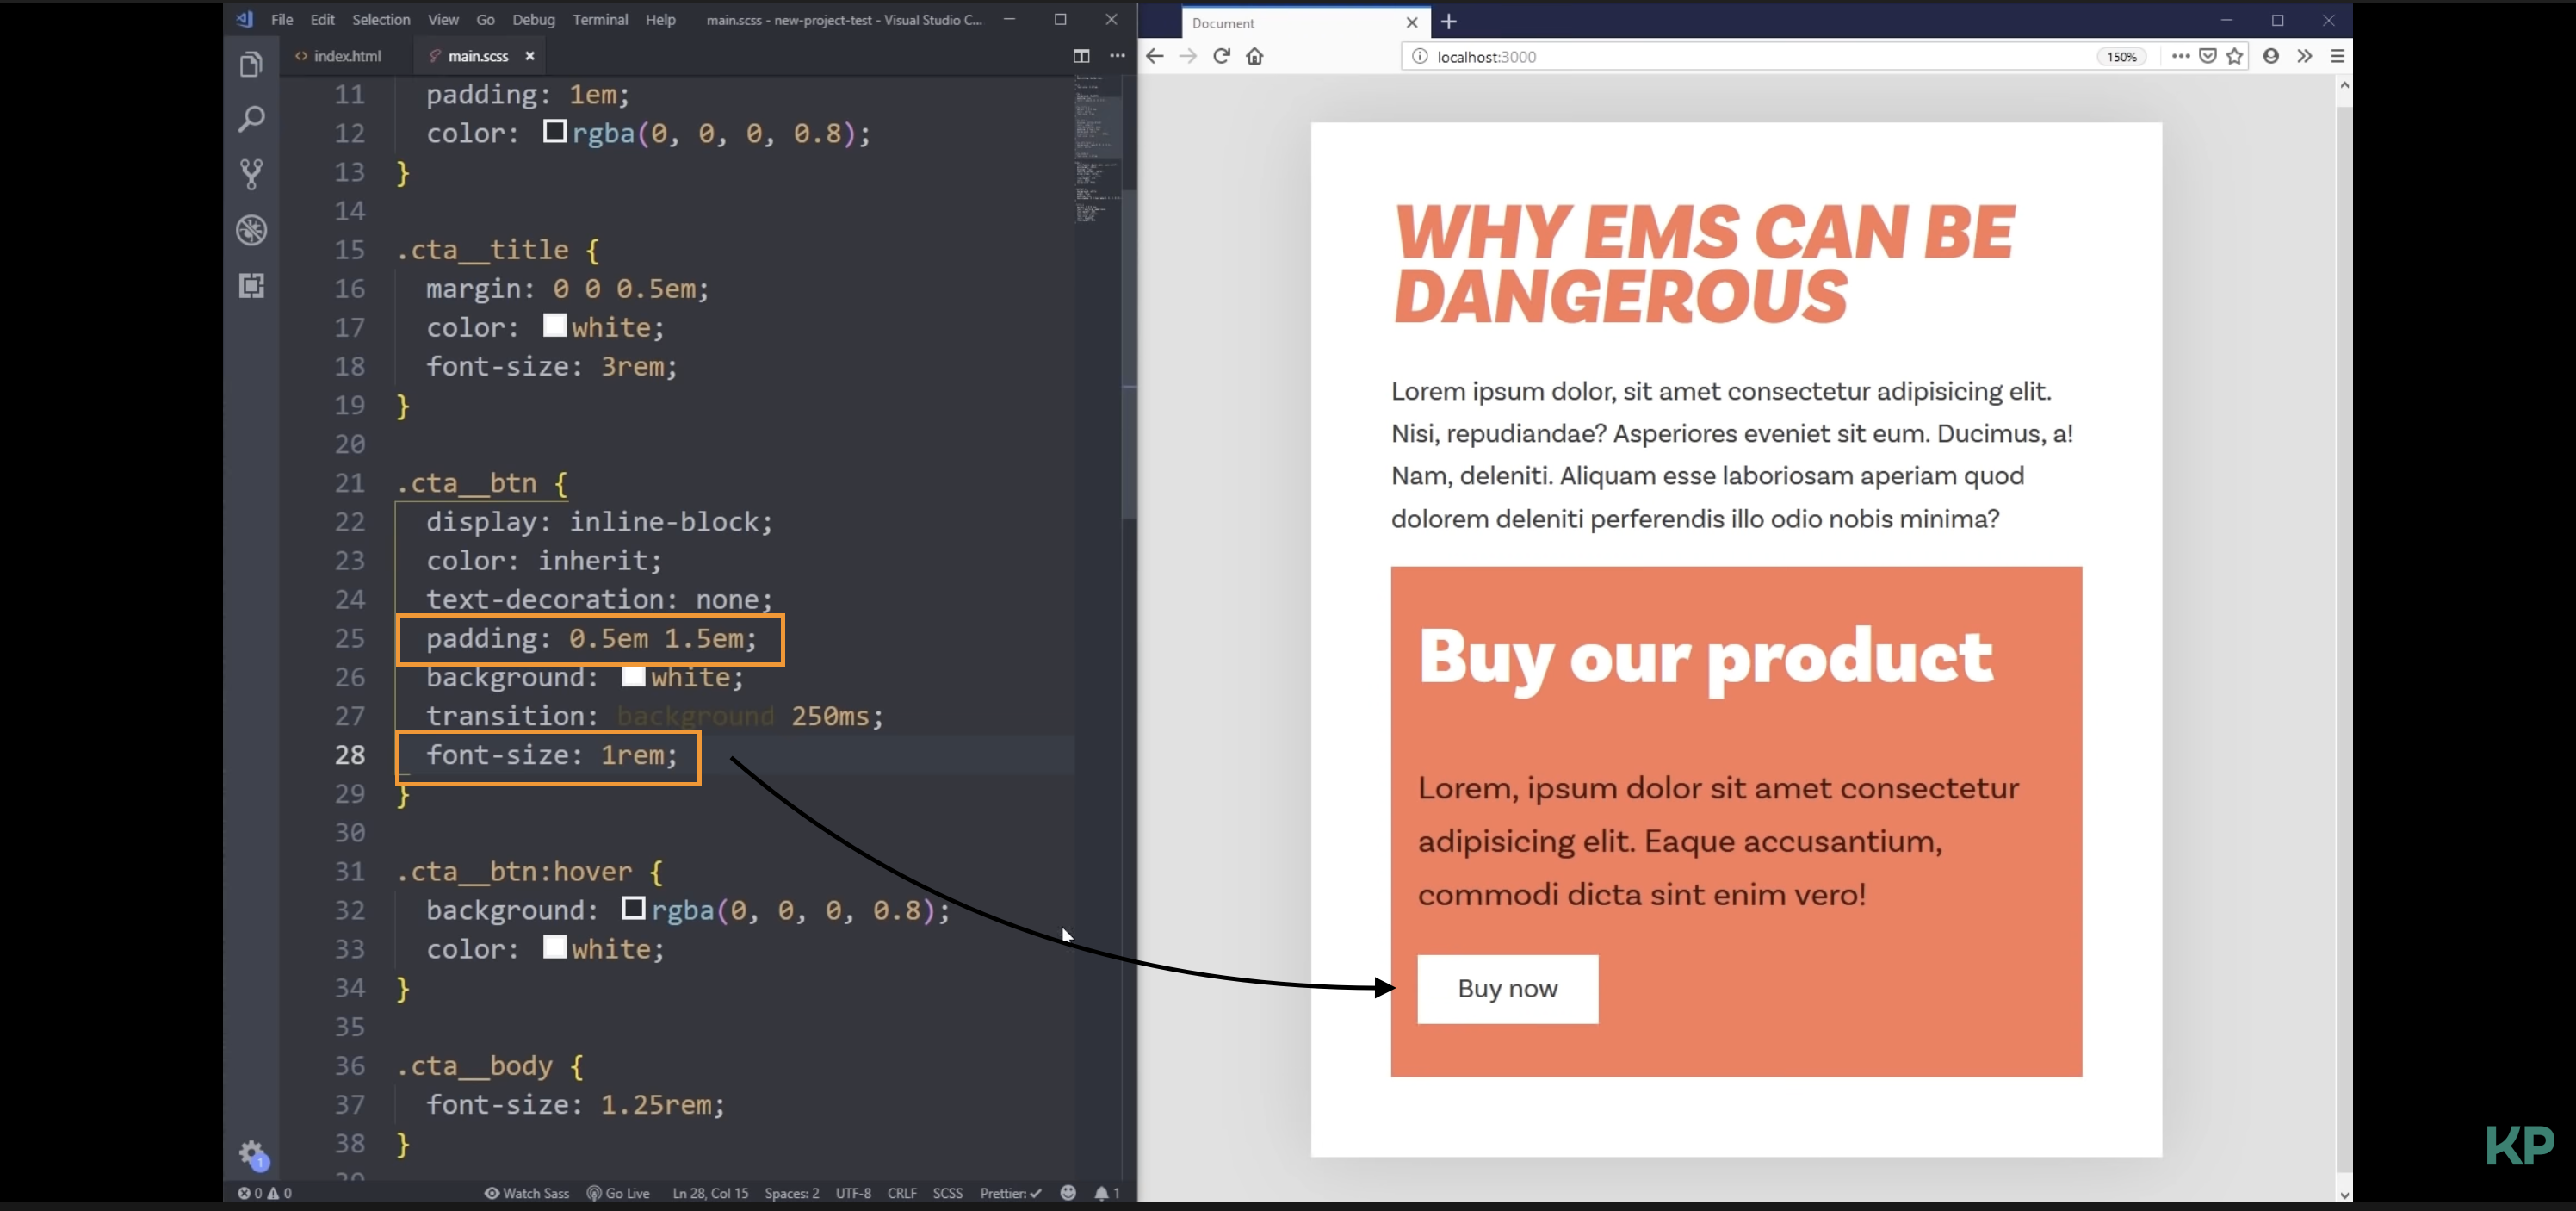 File Edit Selection View Go Debug Terminal Help main.scss - new-project-test - Visual Studio C...
index.html main.scss
11 padding: 1em;
12 color: rgba(0, 0, 0, 0.8);
13 }
14
15 .cta__title {
16 margin: 0 0 0.5em;
17 color: white;
18 font-size: 3rem;
19 }
20
21 .cta__btn {
22 display: inline-block;
23 color: inherit;
24 text-decoration: none;
25 padding: 0.5em 1.5em;
26 background: white;
27 transition: background 250ms;
28 font-size: 1rem;
29 }
30
31 .cta__btn:hover {
32 background: rgba(0, 0, 0, 0.8);
33 color: white;
34 }
35
36 .cta__body {
37 font-size: 1.25rem;
38 }
1
0 0 Watch Sass Go Live Ln 28, Col 15 Spaces: 2 UTF-8 CRLF SCSS Prettier: ✓ 1
Document
localhost:3000 150%
WHY EMS CAN BE
DANGEROUS
Lorem ipsum dolor, sit amet consectetur adipisicing elit.
Nisi, repudiandae? Asperiores eveniet sit eum. Ducimus, a!
Nam, deleniti. Aliquam esse laboriosam aperiam quod
dolorem deleniti perferendis illo odio nobis minima?
Buy our product
Lorem, ipsum dolor sit amet consectetur
adipisicing elit. Eaque accusantium,
commodi dicta sint enim vero!
Buy now
KP